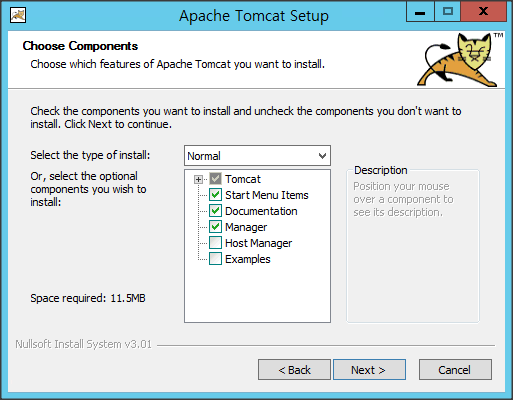 Apache Tomcat Setup
Choose Components
Choose which features of Apache Tomcat you want to install.
TM
Check the components you want to install and uncheck the components you don't want to
install. Click Next to continue.
Select the type of install:
Normal
Or, select the optional
components you wish to
install:
Tomcat
Start Menu Items
Documentation
Manager
Host Manager
Examples
Description
Position your mouse
over a component to
see its description.
Space required: 11.5MB
Nullsoft Install System v3.01
< Back
Next >
Cancel